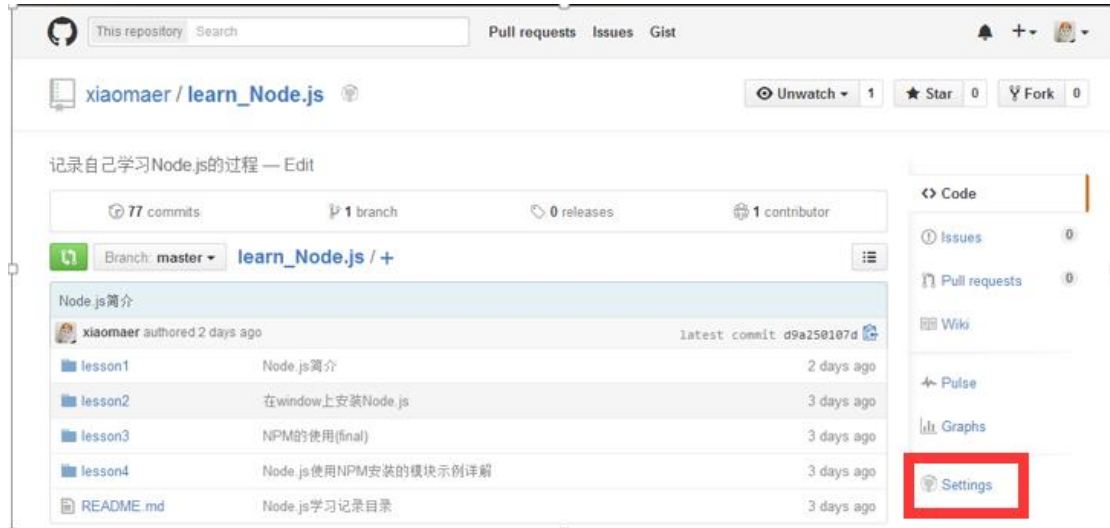 This repository Search Pull requests Issues Gist
xiaomaer / learn_Node.js Unwatch 1 Star 0 Fork 0
记录自己学习Node.js的过程 — Edit
77 commits 1 branch 0 releases 1 contributor
Branch: master learn_Node.js / +
Node.js简介
xiaomaer authored 2 days ago latest commit d9a250107d
lesson1 Node.js简介 2 days ago
lesson2 在window上安装Node.js 3 days ago
lesson3 NPM的使用(final) 3 days ago
lesson4 Node.js使用NPM安装的模块示例详解 3 days ago
README.md Node.js学习记录目录 3 days ago
Code
Issues 0
Pull requests 0
Wiki
Pulse
Graphs
Settings